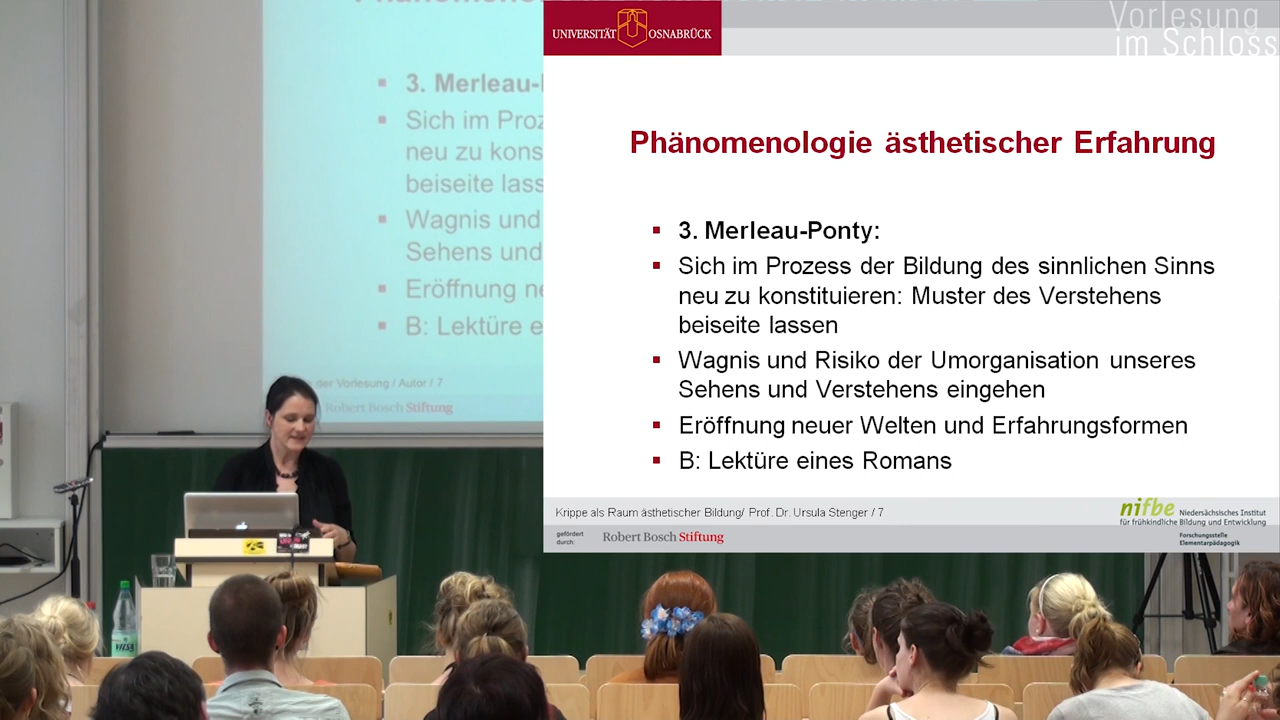 3. Merleau-
Sich im
neu zu kons
beiseite lass
Wagnis und
Sehens und
Eröffnung
B: Lektüre
der Vorlesung / Autor / 7
Robert Bosch Stiftung
UNIVERSITÄT OSNABRÜCK
Vorlesung
im Schloss
Phänomenologie ästhetischer Erfahrung
3. Merleau-Ponty:
Sich im Prozess der Bildung des sinnlichen Sinns
neu zu konstituieren: Muster des Verstehens
beiseite lassen
Wagnis und Risiko der Umorganisation unseres
Sehens und Verstehens eingehen
Eröffnung neuer Welten und Erfahrungsformen
B: Lektüre eines Romans
Krippe als Raum ästhetischer Bildung/ Prof. Dr. Ursula Stenger / 7
gefördert
durch:
Robert Bosch Stiftung
nifbe Niedersächsisches Institut
für frühkindliche Bildung und Entwicklung
Forschungsstelle
Elementarpädagogik